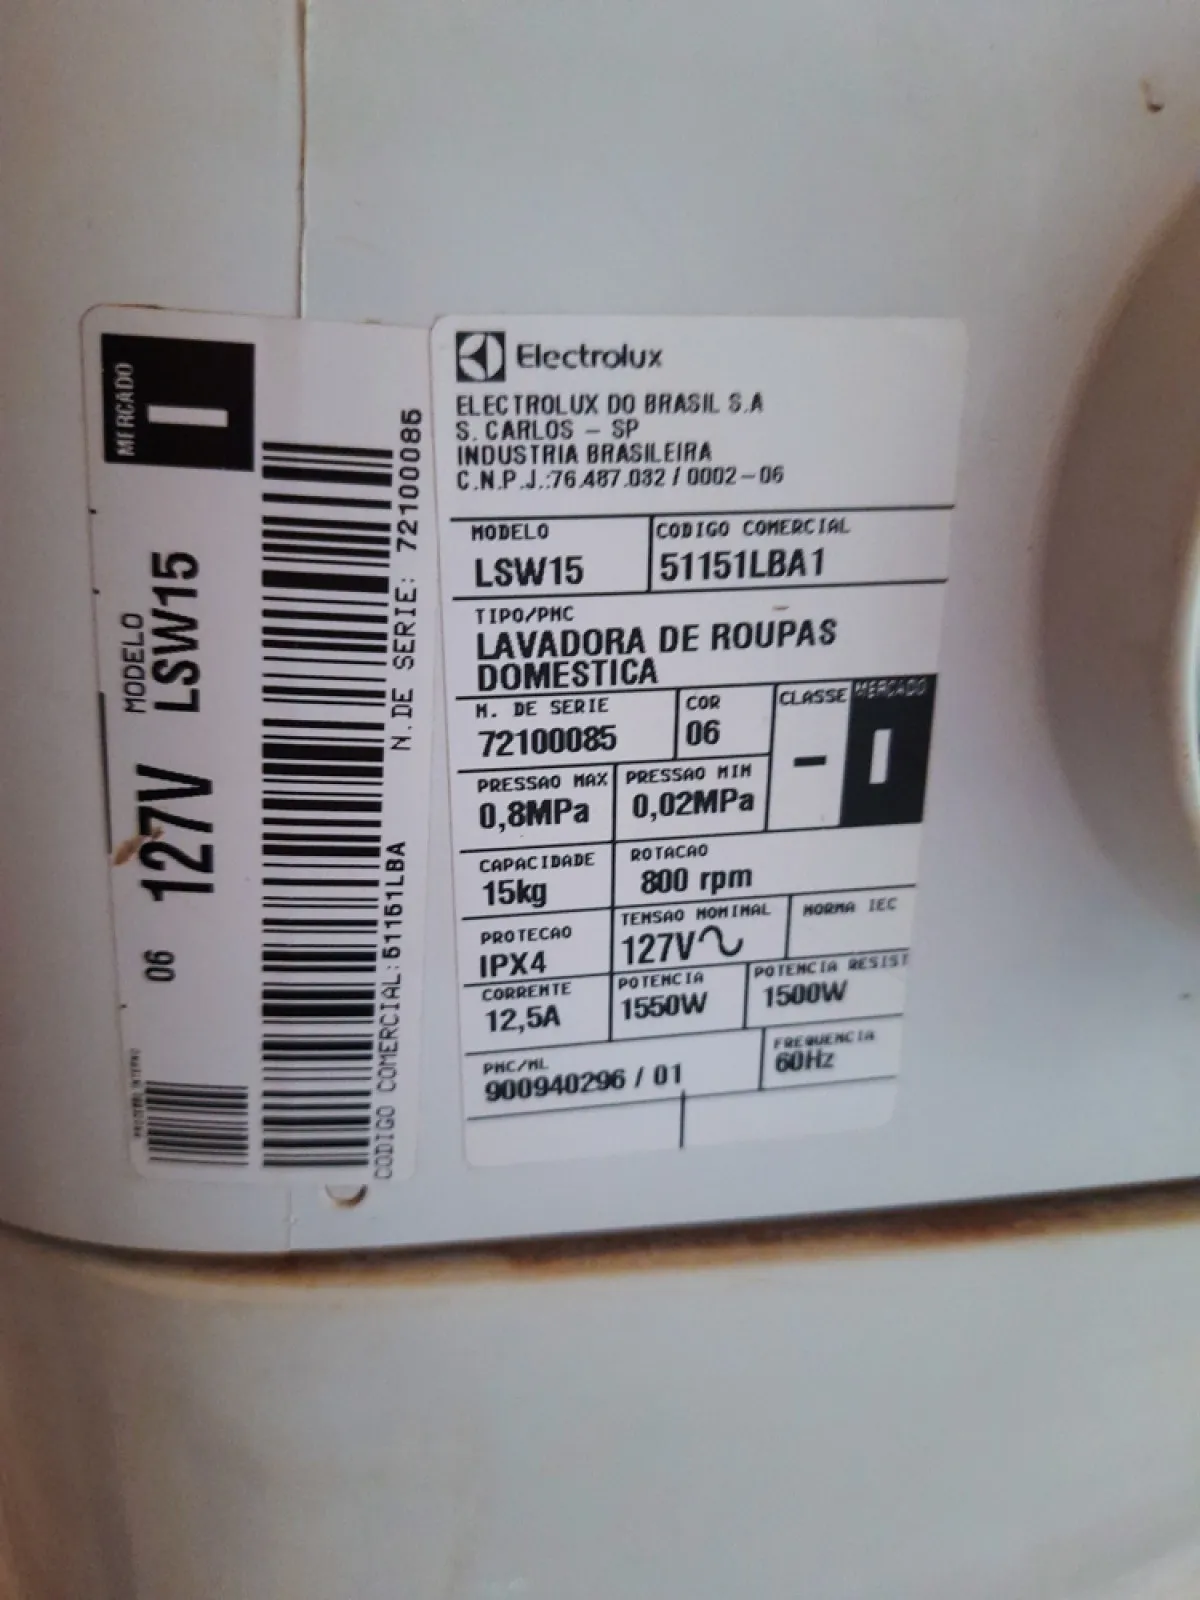 MERCADO
I
MODELO
06 127V LSW15
N.DE SERIE: 72100085
CODIGO COMERCIAL:51151LBA
Electrolux
ELECTROLUX DO BRASIL S.A
S. CARLOS - SP
INDUSTRIA BRASILEIRA
C.N.P.J.:76.487.032 / 0002-06
MODELO
LSW15
CODIGO COMERCIAL
51151LBA1
TIPO/PNC
LAVADORA DE ROUPAS
DOMESTICA
N. DE SERIE
72100085
COR
06
CLASSE
-
MERCADO
I
PRESSAO MAX
0,8MPa
PRESSAO MIN
0,02MPa
CAPACIDADE
15kg
ROTACAO
800 rpm
PROTECAO
IPX4
TENSAO NOMINAL
127V
NORMA IEC
CORRENTE
12,5A
POTENCIA
1550W
POTENCIA RESIST
1500W
PNC/ML
900940296 / 01
FREQUENCIA
60Hz